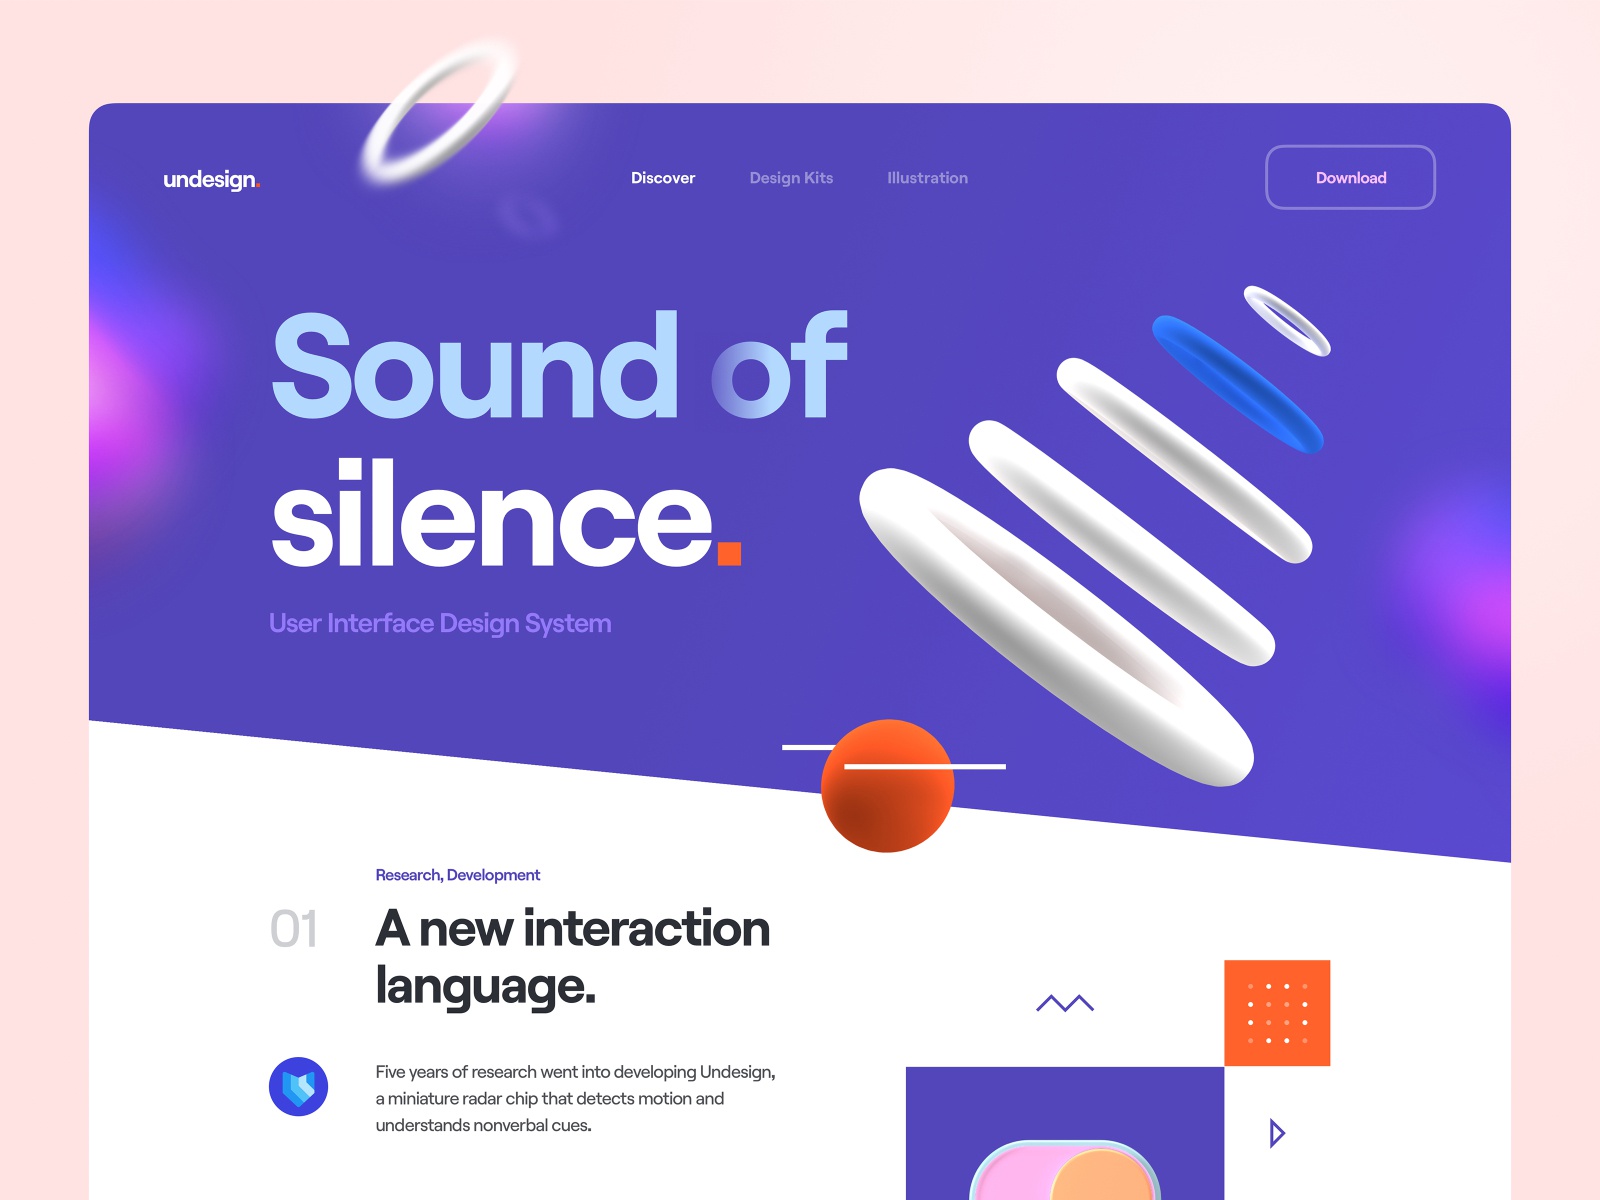 undesign.
Discover
Design Kits
Illustration
Download
Sound of
silence.
User Interface Design System
Research, Development
01
A new interaction
language.
Five years of research went into developing Undesign,
a miniature radar chip that detects motion and
understands nonverbal cues.